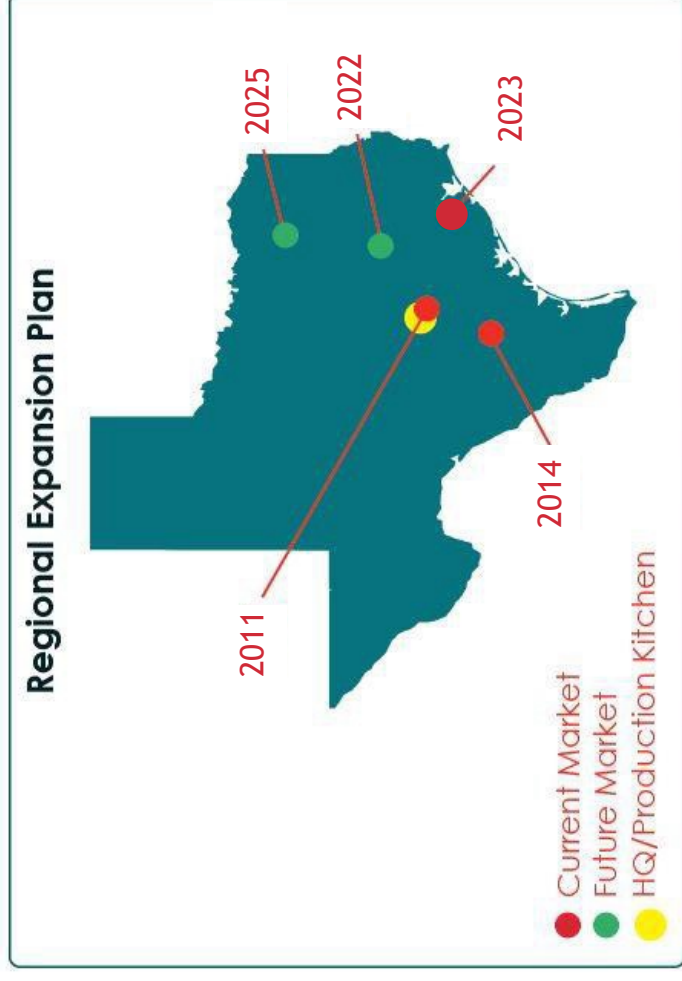 Regional Expansion Plan
2025
2022
2011
2023
2014
Current Market
Future Market
HQ/Production Kitchen